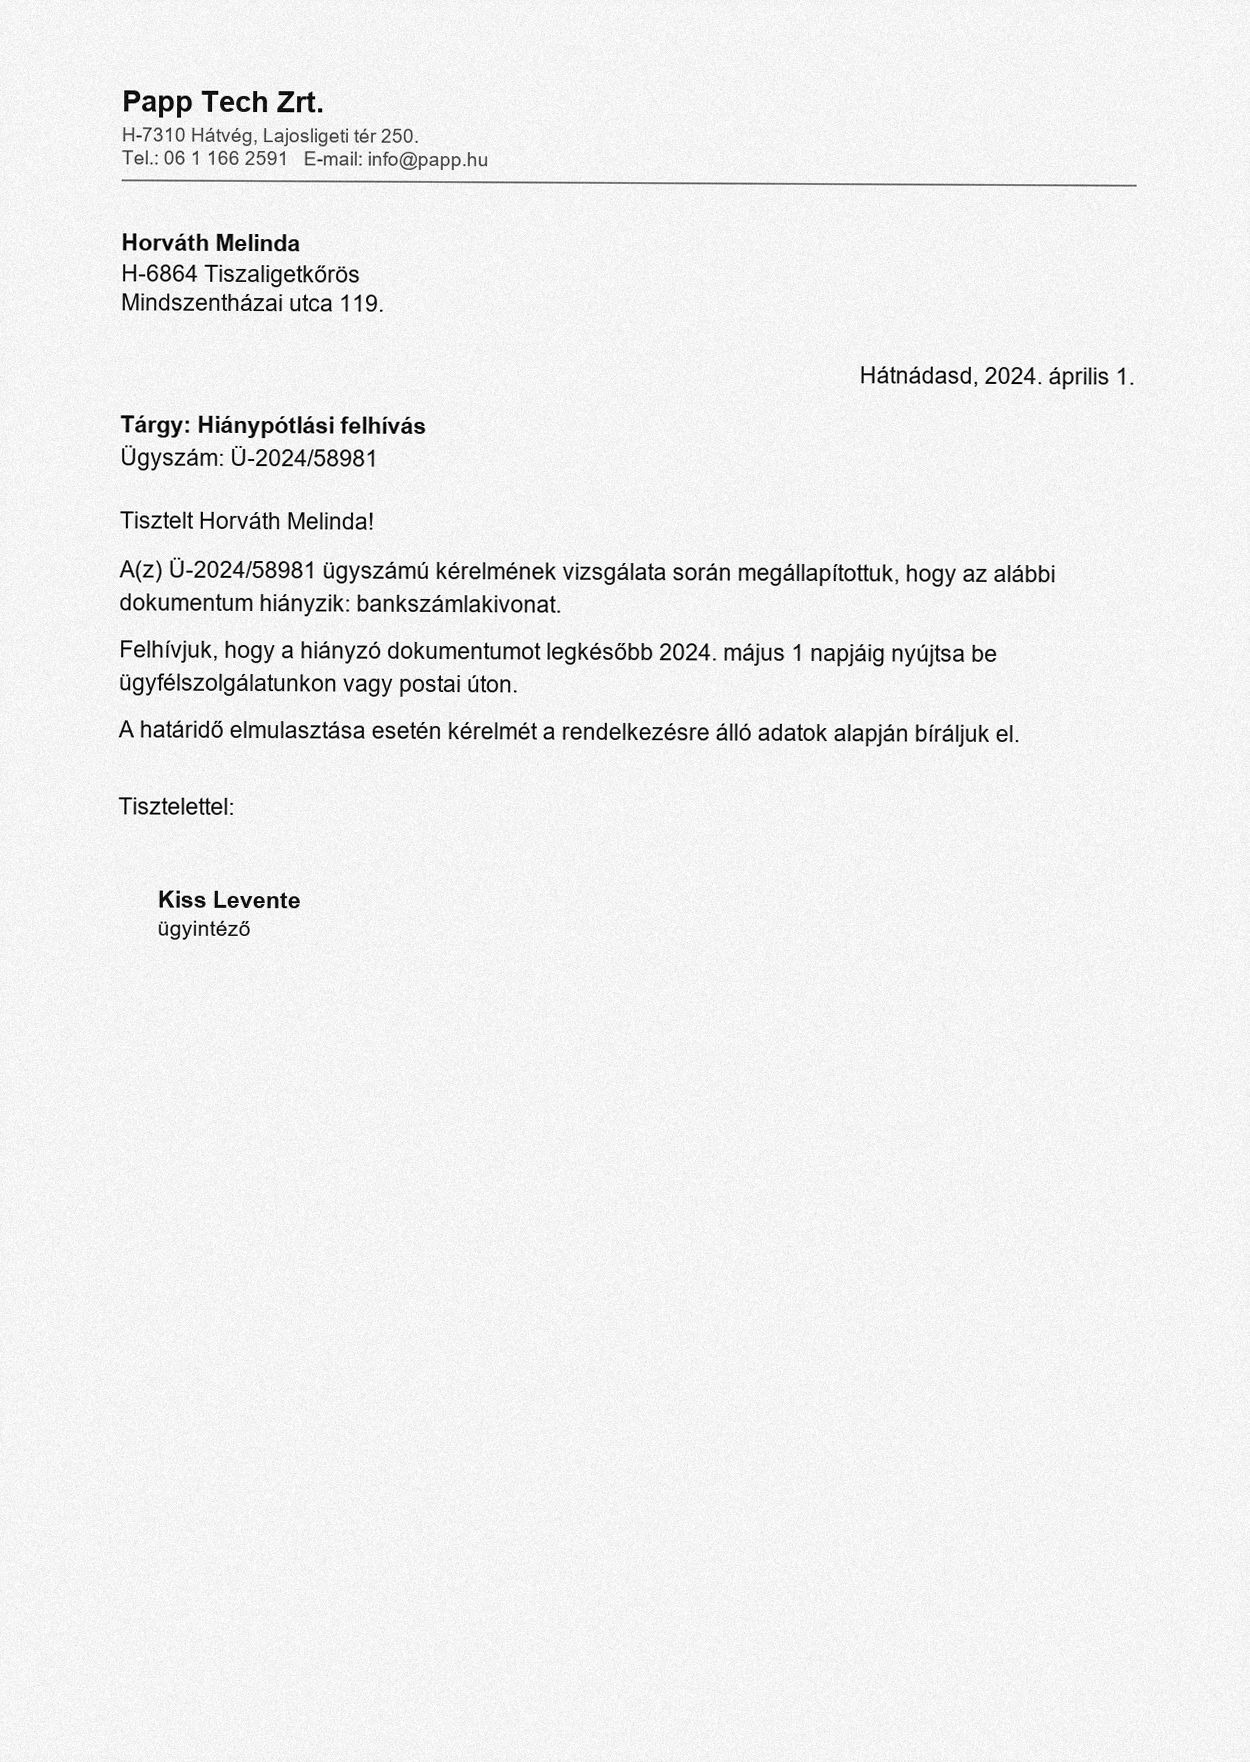 Papp Tech Zrt.
H-7310 Hátvég, Lajosligeti tér 250.
Tel.: 06 1 166 2591 E-mail: info@papp.hu
Horváth Melinda
H-6864 Tiszaligetkőrös
Mindszentházai utca 119.
Hátnádasd, 2024. április 1.
Tárgy: Hiánypótlási felhívás
Ügyszám: Ü-2024/58981
Tisztelt Horváth Melinda!
A(z) Ü-2024/58981 ügyszámú kérelmének vizsgálata során megállapítottuk, hogy az alábbi
dokumentum hiányzik: bankszámlakivonat.
Felhívjuk, hogy a hiányzó dokumentumot legkésőbb 2024. május 1 napjáig nyújtsa be
ügyfélszolgálatunkon vagy postai úton.
A határidő elmulasztása esetén kérelmét a rendelkezésre álló adatok alapján bíráljuk el.
Tisztelettel:
Kiss Levente
ügyintéző